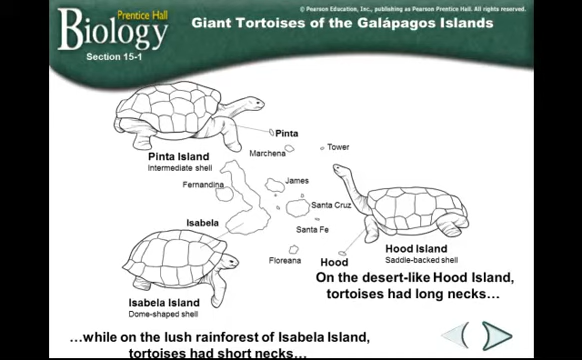 Prentice Hall
Biology
© Pearson Education, Inc., publishing as Pearson Prentice Hall. All rights reserved.
Giant Tortoises of the Galápagos Islands
Section 15-1
Pinta
Tower
Marchena
Pinta Island
Intermediate shell
James
Fernandina
Santa Cruz
Isabela
Santa Fe
Hood Island
Saddle-backed shell
Floreana
Hood
On the desert-like Hood Island,
tortoises had long necks…
Isabela Island
Dome-shaped shell
…while on the lush rainforest of Isabela Island,
tortoises had short necks…